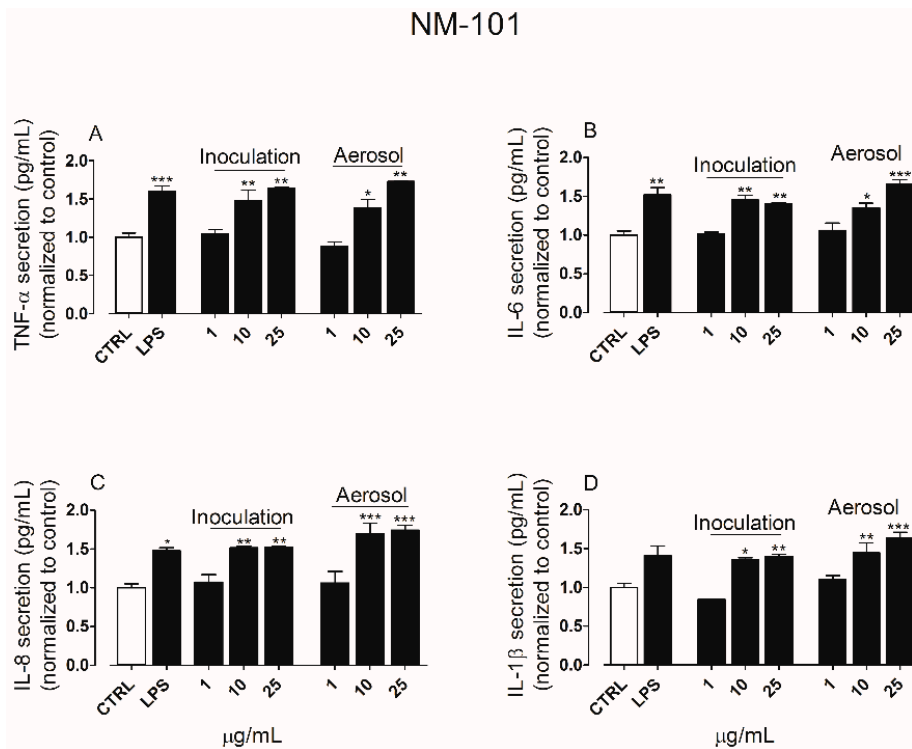 NM-101
A
Inoculation
Aerosol
TNF-α secretion (pg/mL)
(normalized to control)
2.0
1.5
1.0
0.5
0.0
***
**
**
*
**
CTRL
LPS
1
10
25
1
10
25
B
Inoculation
Aerosol
IL-6 secretion (pg/mL)
(normalized to control)
2.0
1.5
1.0
0.5
0.0
**
**
**
*
***
CTRL
LPS
1
10
25
1
10
25
C
Inoculation
Aerosol
IL-8 secretion (pg/mL)
(normalized to control)
2.0
1.5
1.0
0.5
0.0
*
**
**
***
***
CTRL
LPS
1
10
25
1
10
25
μg/mL
D
Inoculation
Aerosol
IL-1β secretion (pg/mL)
(normalized to control)
2.0
1.5
1.0
0.5
0.0
*
**
**
***
CTRL
LPS
1
10
25
1
10
25
μg/mL